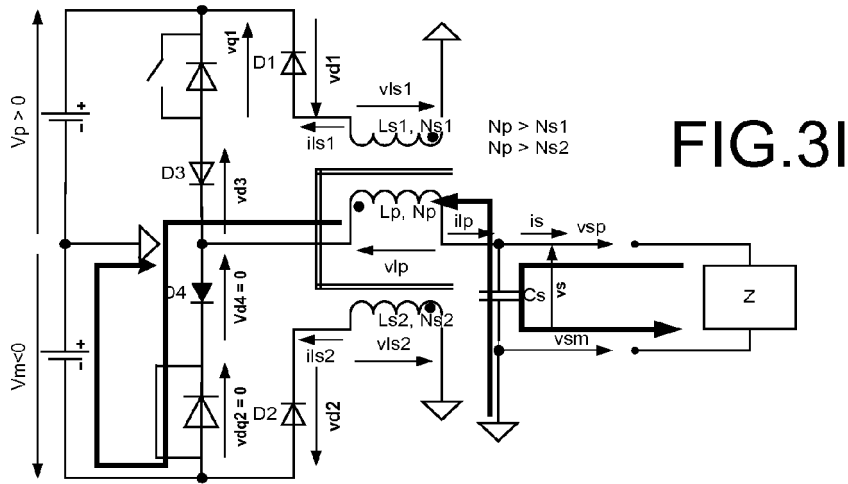 Vp > 0
+
-
vq1
D1
vd1
vls1
Ls1, Ns1
ils1
Np > Ns1
Np > Ns2
FIG.3I
D3
vd3
Lp, Np
ilp
is
vsp
vlp
D4
Vd4 = 0
Cs
vs
Z
Ls2, Ns2
vsm
ils2
vls2
Vm<0
+
-
vdq2 = 0
D2
vd2